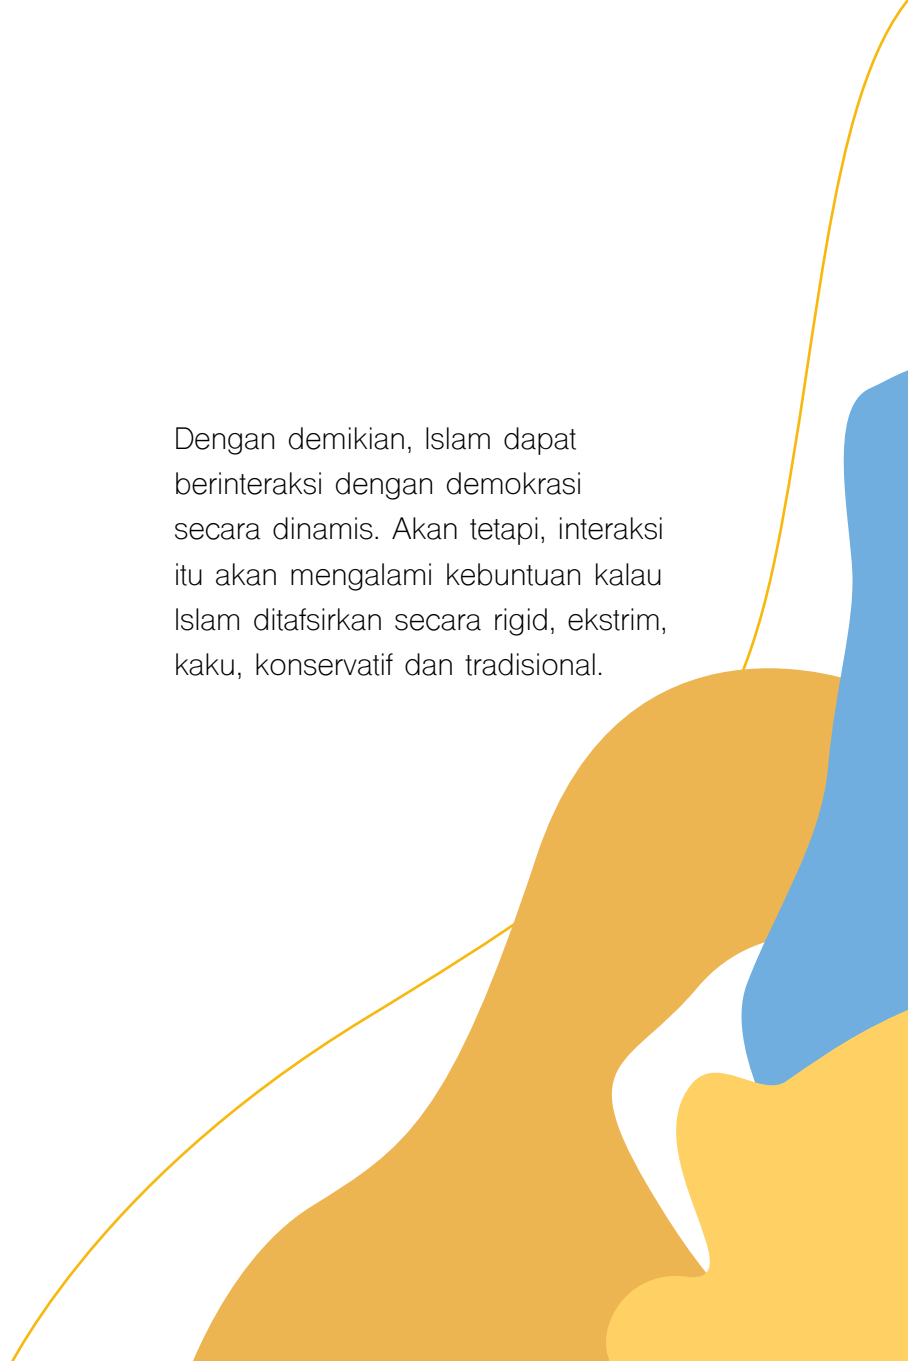 Dengan demikian, Islam dapat
berinteraksi dengan demokrasi
secara dinamis. Akan tetapi, interaksi
itu akan mengalami kebuntuan kalau
Islam ditafsirkan secara rigid, ekstrim,
kaku, konservatif dan tradisional.